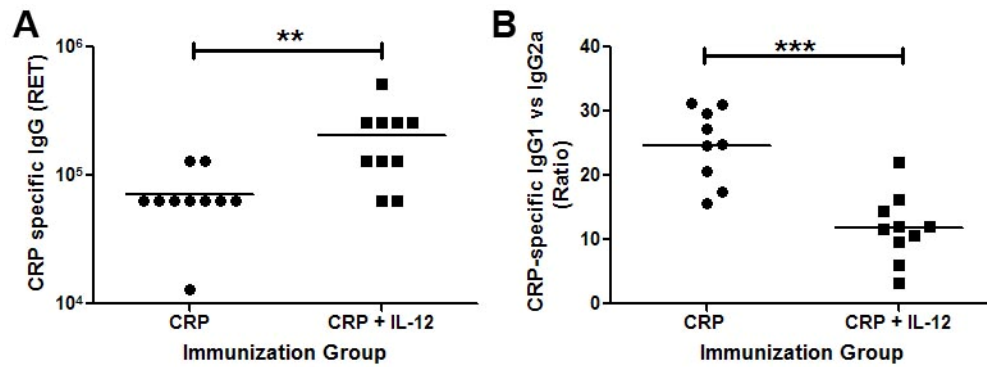 A
CRP specific IgG (RET)
10⁶
10⁵
10⁴
**
CRP
CRP + IL-12
Immunization Group
B
CRP-specific IgG1 vs IgG2a
(Ratio)
40
30
20
10
0
***
CRP
CRP + IL-12
Immunization Group